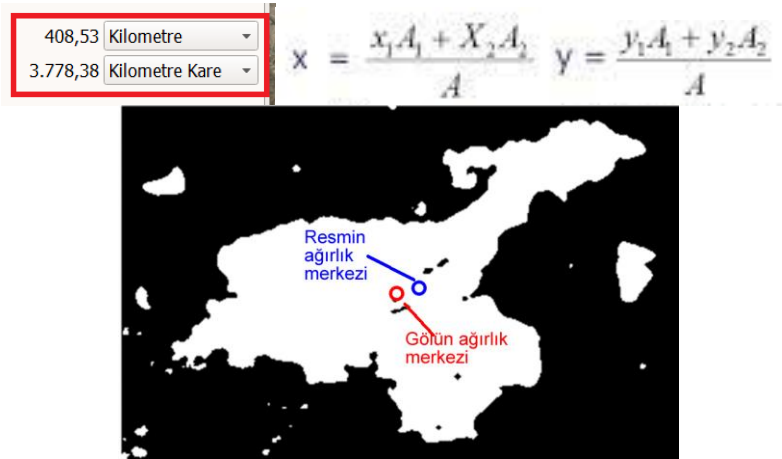 408,53 Kilometre
3.778,38 Kilometre Kare
x = x₁A₁ + X₂A₂ / A
y = y₁A₁ + y₂A₂ / A
Resmin
ağırlık
merkezi
Gölün ağırlık
merkezi